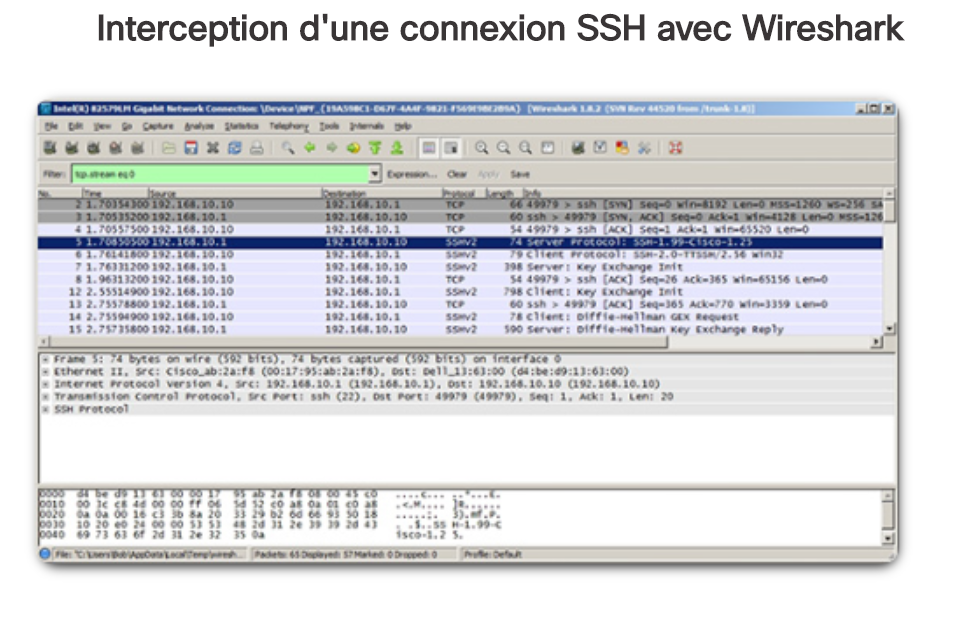 Interception d'une connexion SSH avec Wireshark
Intel(R) 82579LM Gigabit Network Connection: \Device\NPF_{19A598C1-D67F-4A4F-9821-F569E9BE2B9A} [Wireshark 1.8.2 (SVN Rev 44520 from /trunk-1.8)]
File Edit View Go Capture Analyze Statistics Telephony Tools Internals Help
Filter: tcp.stream eq 0 Expression... Clear Apply Save
No. Time Source Destination Protocol Length Info
2 1.70354300 192.168.10.10 192.168.10.1 TCP 66 49979 > ssh [SYN] Seq=0 Win=8192 Len=0 MSS=1260 WS=256 SA
3 1.70535200 192.168.10.1 192.168.10.10 TCP 60 ssh > 49979 [SYN, ACK] Seq=0 Ack=1 Win=4128 Len=0 MSS=126
4 1.70557500 192.168.10.10 192.168.10.1 TCP 54 49979 > ssh [ACK] Seq=1 Ack=1 Win=65520 Len=0
5 1.70850500 192.168.10.1 192.168.10.10 SSHv2 74 Server Protocol: SSH-1.99-Cisco-1.25
6 1.76141800 192.168.10.10 192.168.10.1 SSHv2 79 Client Protocol: SSH-2.0-TTSSH/2.56 Win32
7 1.76331200 192.168.10.1 192.168.10.10 SSHv2 398 Server: Key Exchange Init
8 1.96313200 192.168.10.10 192.168.10.1 TCP 54 49979 > ssh [ACK] Seq=26 Ack=365 Win=65156 Len=0
12 2.55514900 192.168.10.10 192.168.10.1 SSHv2 798 Client: Key Exchange Init
13 2.75578800 192.168.10.1 192.168.10.10 TCP 60 ssh > 49979 [ACK] Seq=365 Ack=770 Win=3359 Len=0
14 2.75594900 192.168.10.10 192.168.10.1 SSHv2 78 Client: Diffie-Hellman GEX Request
15 2.75735800 192.168.10.1 192.168.10.10 SSHv2 590 Server: Diffie-Hellman Key Exchange Reply
Frame 5: 74 bytes on wire (592 bits), 74 bytes captured (592 bits) on interface 0
Ethernet II, Src: Cisco_ab:2a:f8 (00:17:95:ab:2a:f8), Dst: Dell_13:63:00 (d4:be:d9:13:63:00)
Internet Protocol Version 4, Src: 192.168.10.1 (192.168.10.1), Dst: 192.168.10.10 (192.168.10.10)
Transmission Control Protocol, Src Port: ssh (22), Dst Port: 49979 (49979), Seq: 1, Ack: 1, Len: 20
SSH Protocol
0000 d4 be d9 13 63 00 00 17 95 ab 2a f8 08 00 45 c0 ....c... ..*...E.
0010 00 3c c8 4d 00 00 ff 06 5d 52 c0 a8 0a 01 c0 a8 .<.M.... ]R......
0020 0a 0a 00 16 c3 3b 8a 20 33 29 b2 6d 66 93 50 18 .....;. 3).mf.P.
0030 10 20 e0 24 00 00 53 53 48 2d 31 2e 39 39 2d 43 . .$..SS H-1.99-C
0040 69 73 63 6f 2d 31 2e 32 35 0a isco-1.2 5.
File: "C:\Users\Bob\AppData\Local\Temp\wiresh... Packets: 65 Displayed: 57 Marked: 0 Dropped: 0 Profile: Default